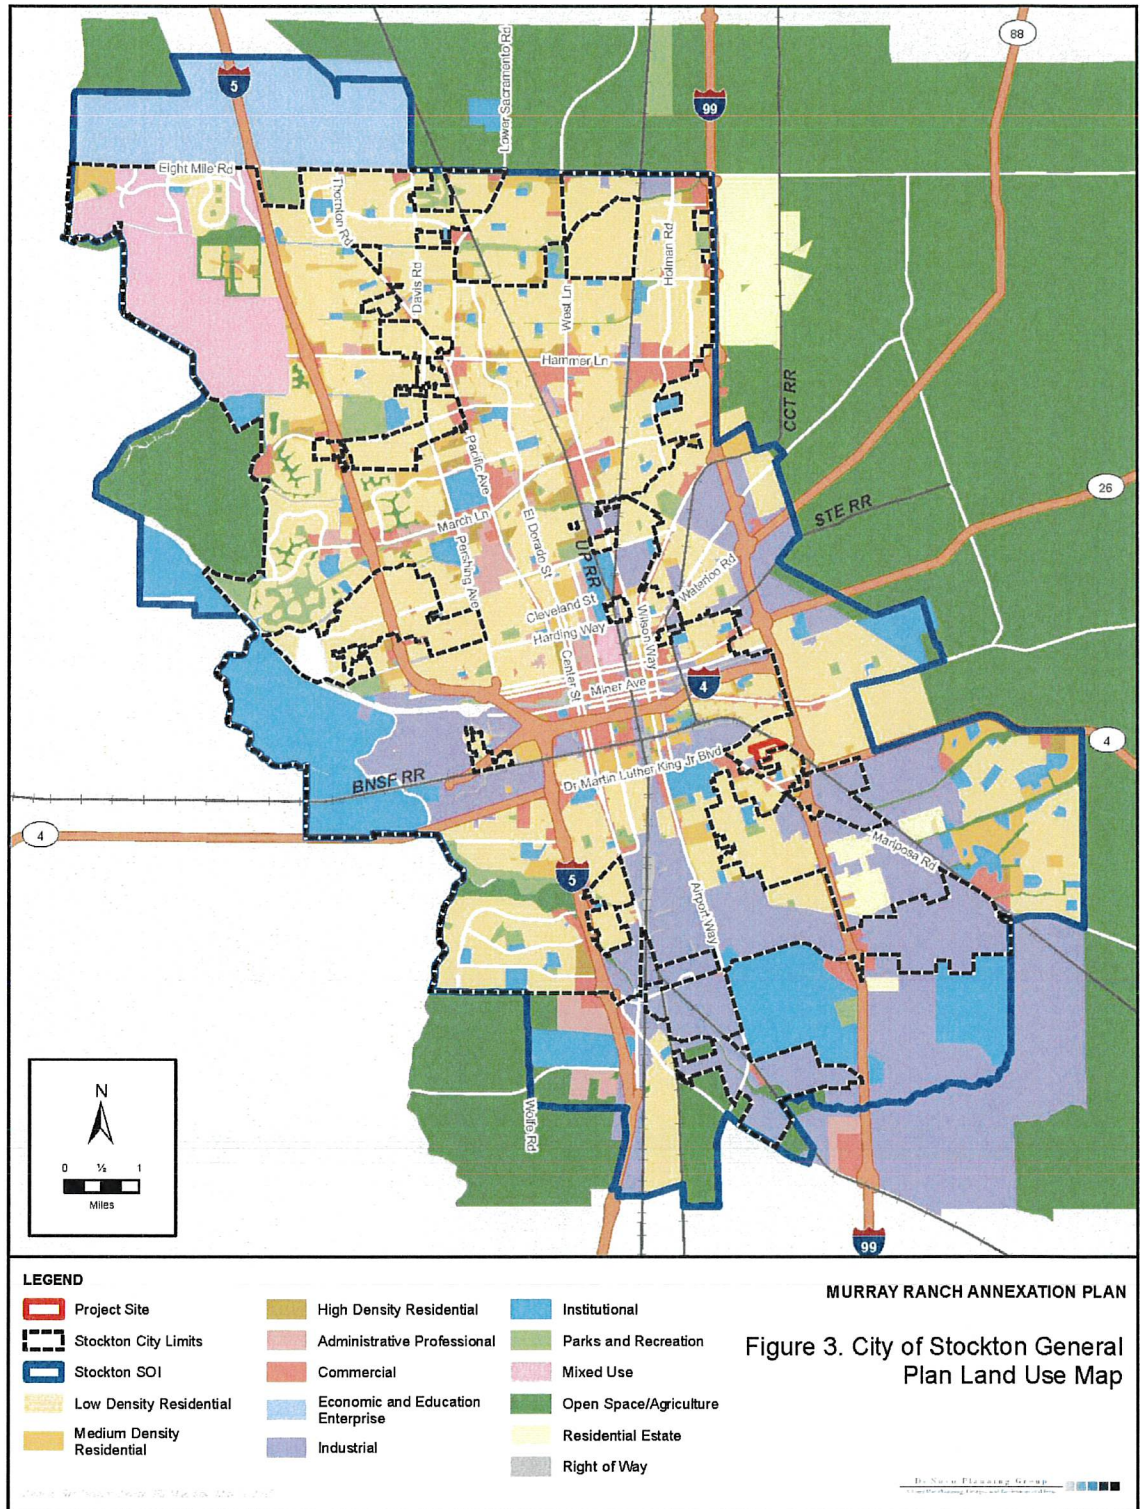 88
5
Lower Sacramento Rd
99
Eight Mile Rd
Thornton Rd
Davis Rd
West Ln
Holman Rd
Hammer Ln
CCT RR
Pacific Ave
26
STE RR
March Ln
El Dorado St
UP RR
Pershing Ave
Waterloo Rd
Cleveland St
Wilson Way
Harding Way
Center St
Miner Ave
4
4
Dr Martin Luther King Jr Blvd
BNSF RR
4
Mariposa Rd
5
Airport Way
N
Wolfe Rd
0 ½ 1
Miles
99
LEGEND
Project Site
Stockton City Limits
Stockton SOI
Low Density Residential
Medium Density
Residential
High Density Residential
Administrative Professional
Commercial
Economic and Education
Enterprise
Industrial
Institutional
Parks and Recreation
Mixed Use
Open Space/Agriculture
Residential Estate
Right of Way
MURRAY RANCH ANNEXATION PLAN
Figure 3. City of Stockton General
Plan Land Use Map
De Novo Planning Group